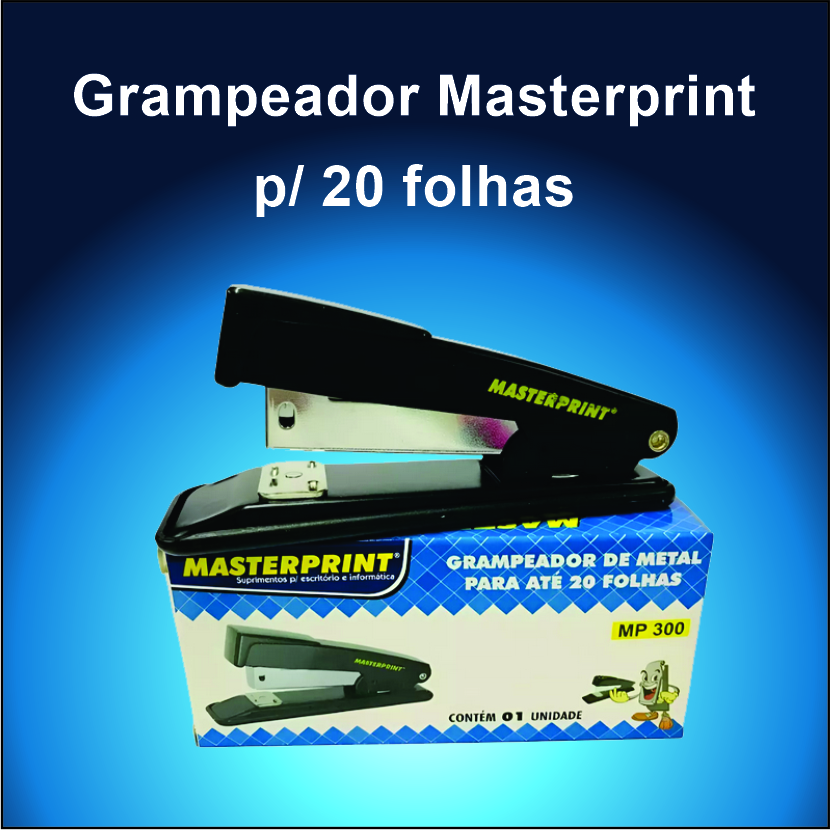 Grampeador Masterprint
p/ 20 folhas
MASTERPRINT®
MASTERPRINT®
Suprimentos p/ escritório e informática
GRAMPEADOR DE METAL
PARA ATÉ 20 FOLHAS
MP 300
MASTERPRINT
CONTÉM 01 UNIDADE